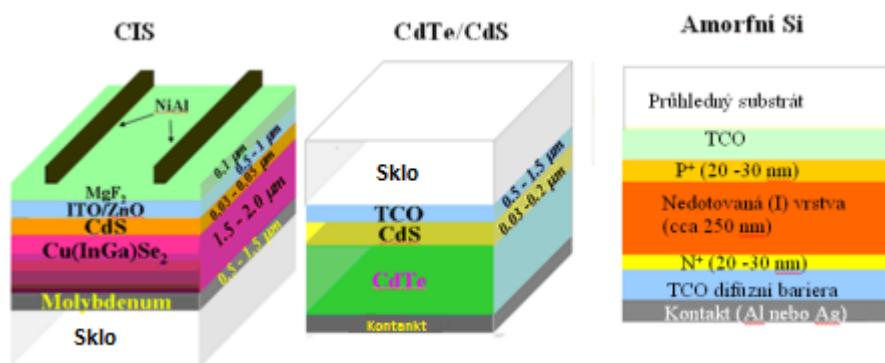 CIS
NiAl
0,1 μm
0.5 - 1 μm
0.03 - 0.05 μm
1.5 - 2.0 μm
0.5 - 1.5 μm
MgF₂
ITO/ZnO
CdS
Cu(InGa)Se₂
Molybdenum
Sklo
CdTe/CdS
Sklo
0.5 - 1.5 μm
0.03 -0.2 μm
TCO
CdS
CdTe
Kontankt
Amorfní Si
Průhledný substrát
TCO
P⁺ (20 -30 nm)
Nedotovaná (I) vrstva
(cca 250 nm)
N⁺ (20 -30 nm)
TCO difúzní bariera
Kontakt (Al nebo Ag)